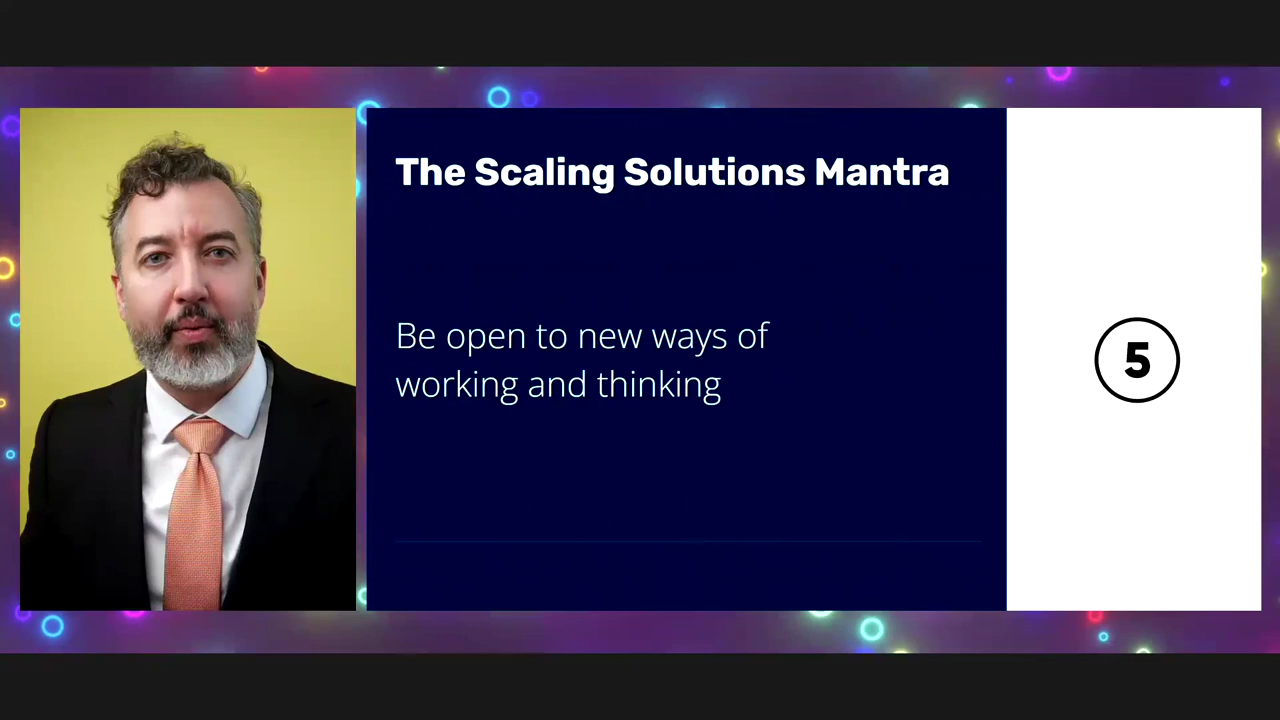 The Scaling Solutions Mantra
Be open to new ways of
working and thinking
5